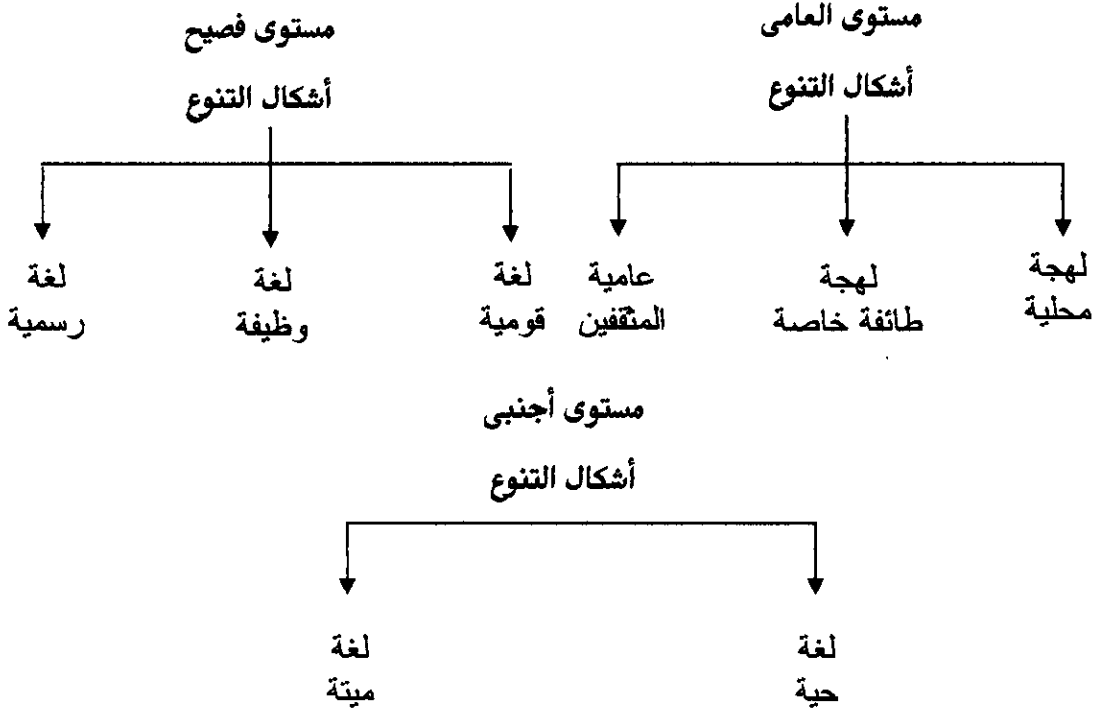 مستوى العامى
أشكال التنوع
لهجة
محلية
لهجة
طائفة خاصة
عامية
المثقفين
مستوى فصيح
أشكال التنوع
لغة
قومية
لغة
وظيفة
لغة
رسمية
مستوى أجنبى
أشكال التنوع
لغة
حية
لغة
ميتة